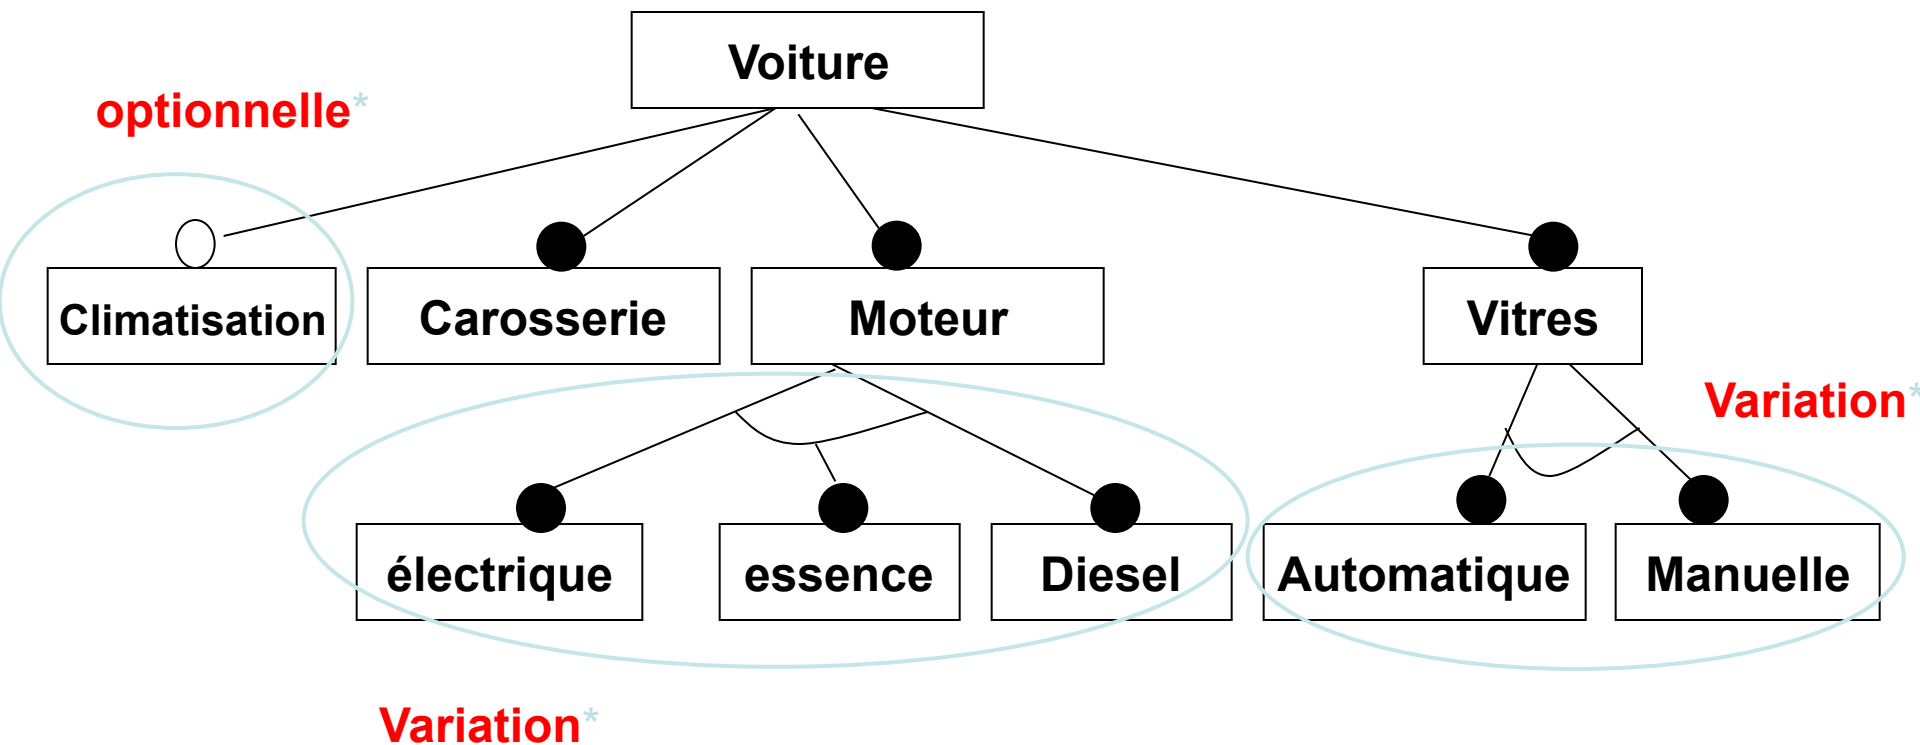 Voiture
optionnelle*
Climatisation
Carosserie
Moteur
Vitres
Variation*
électrique
essence
Diesel
Automatique
Manuelle
Variation*